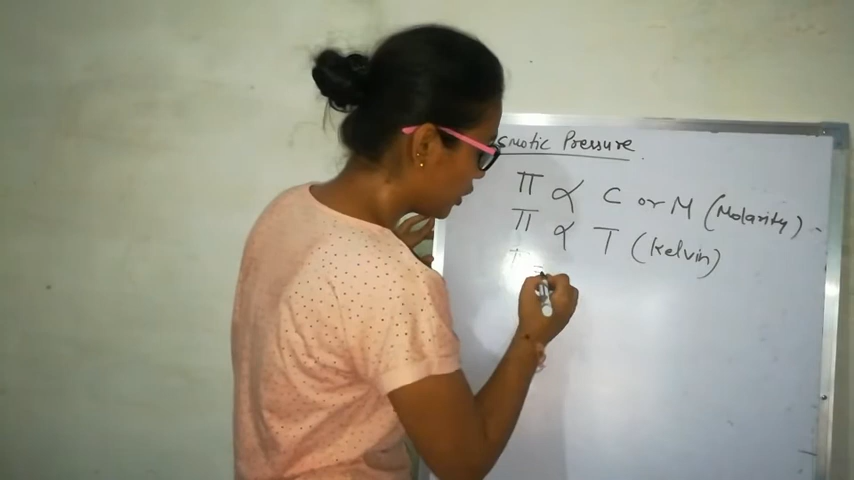 smotic Pressure
π ∝ C or M (Molarity)
π ∝ T (Kelvin)